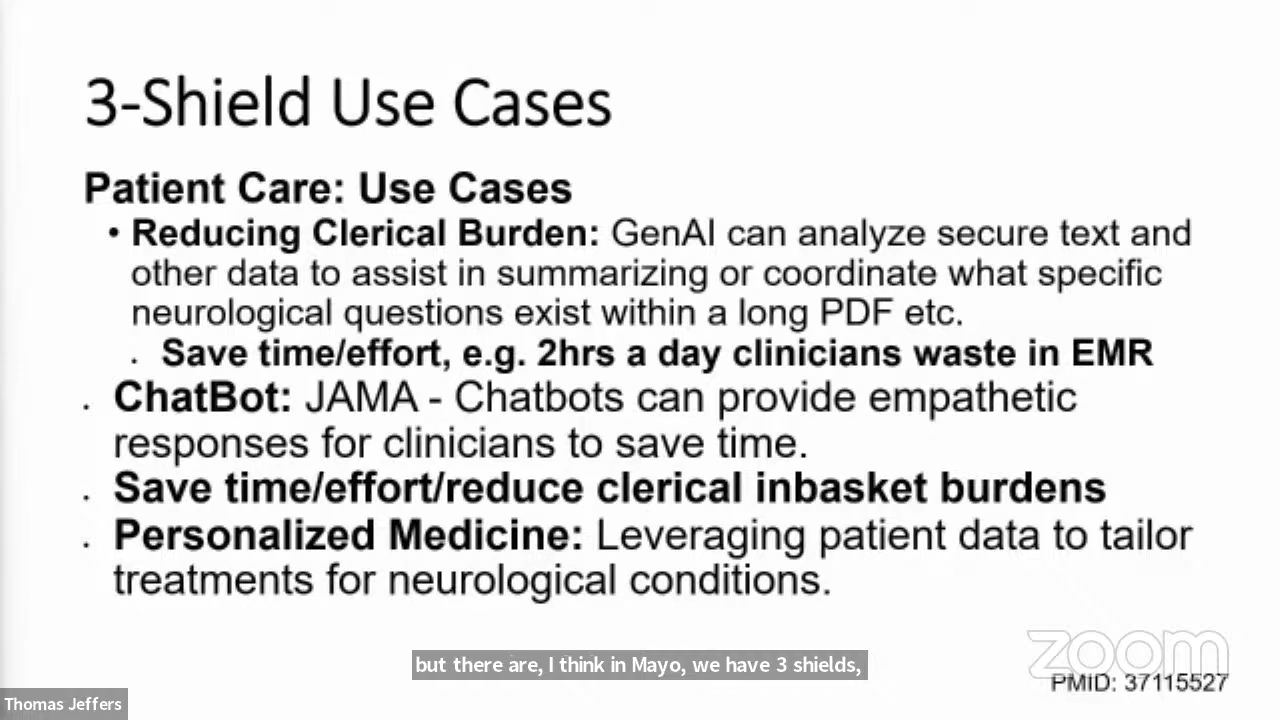 3-Shield Use Cases
Patient Care: Use Cases
• Reducing Clerical Burden: GenAI can analyze secure text and
other data to assist in summarizing or coordinate what specific
neurological questions exist within a long PDF etc.
. Save time/effort, e.g. 2hrs a day clinicians waste in EMR
. ChatBot: JAMA - Chatbots can provide empathetic
responses for clinicians to save time.
. Save time/effort/reduce clerical inbasket burdens
. Personalized Medicine: Leveraging patient data to tailor
treatments for neurological conditions.
but there are, I think in Mayo, we have 3 shields,
zoom
PMID: 37115527
Thomas Jeffers